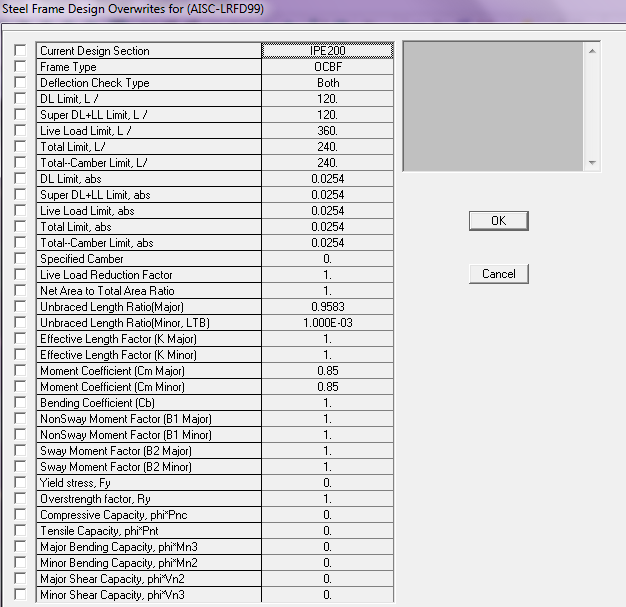 Steel Frame Design Overwrites for (AISC-LRFD99)
Current Design Section IPE200
Frame Type OCBF
Deflection Check Type Both
DL Limit, L / 120.
Super DL+LL Limit, L / 120.
Live Load Limit, L / 360.
Total Limit, L/ 240.
Total--Camber Limit, L/ 240.
DL Limit, abs 0.0254
Super DL+LL Limit, abs 0.0254
Live Load Limit, abs 0.0254
Total Limit, abs 0.0254
Total--Camber Limit, abs 0.0254
Specified Camber 0.
Live Load Reduction Factor 1.
Net Area to Total Area Ratio 1.
Unbraced Length Ratio(Major) 0.9583
Unbraced Length Ratio(Minor, LTB) 1.000E-03
Effective Length Factor (K Major) 1.
Effective Length Factor (K Minor) 1.
Moment Coefficient (Cm Major) 0.85
Moment Coefficient (Cm Minor) 0.85
Bending Coefficient (Cb) 1.
NonSway Moment Factor (B1 Major) 1.
NonSway Moment Factor (B1 Minor) 1.
Sway Moment Factor (B2 Major) 1.
Sway Moment Factor (B2 Minor) 1.
Yield stress, Fy 0.
Overstrength factor, Ry 1.
Compressive Capacity, phi*Pnc 0.
Tensile Capacity, phi*Pnt 0.
Major Bending Capacity, phi*Mn3 0.
Minor Bending Capacity, phi*Mn2 0.
Major Shear Capacity, phi*Vn2 0.
Minor Shear Capacity, phi*Vn3 0.
OK
Cancel